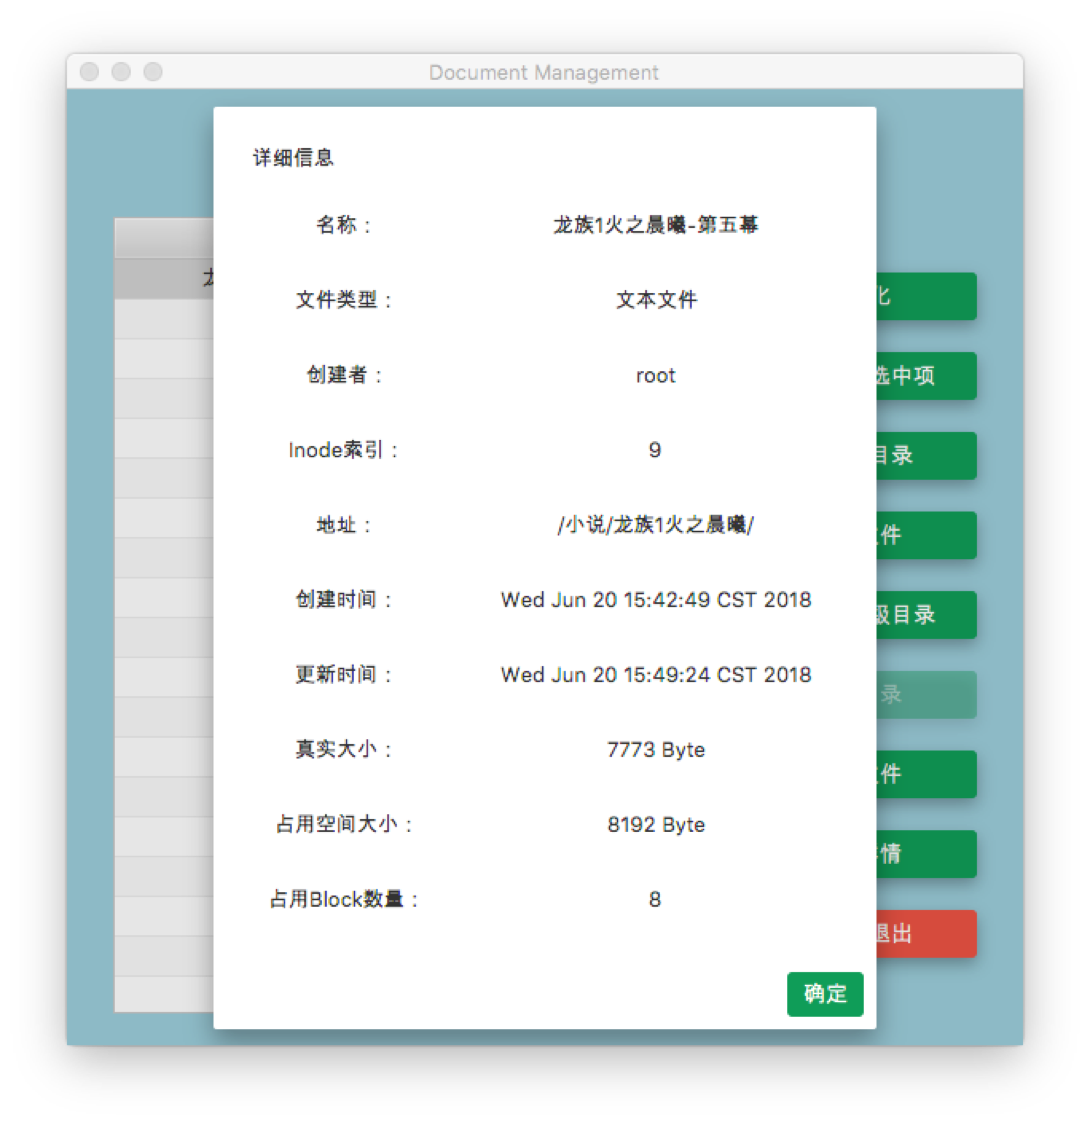 Document Management
详细信息
名称： 龙族1火之晨曦-第五幕
文件类型： 文本文件
创建者： root
Inode索引： 9
地址： /小说/龙族1火之晨曦/
创建时间： Wed Jun 20 15:42:49 CST 2018
更新时间： Wed Jun 20 15:49:24 CST 2018
真实大小： 7773 Byte
占用空间大小： 8192 Byte
占用Block数量： 8
确定
化
选中项
目录
件
级目录
录
件
情
退出